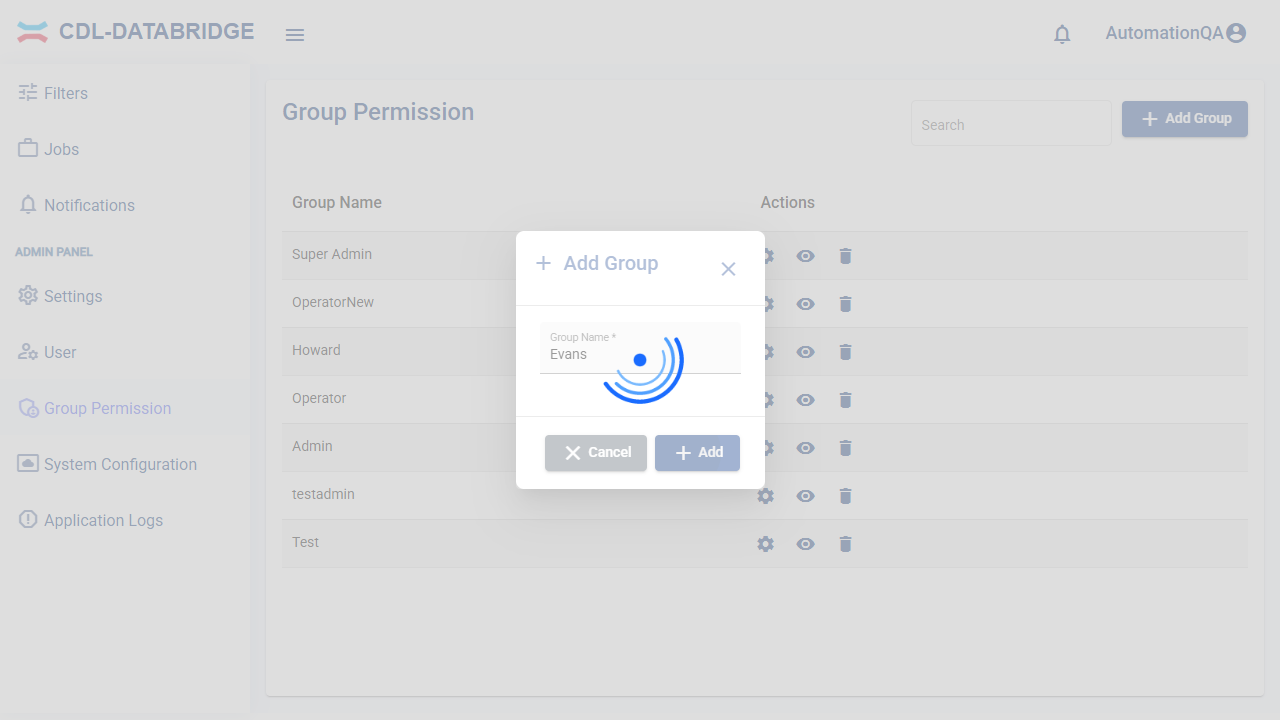 CDL-DATABRIDGE
AutomationQA
Filters
Jobs
Notifications
ADMIN PANEL
Settings
User
Group Permission
System Configuration
Application Logs
Group Permission
Search
Add Group
Group Name
Actions
Super Admin
OperatorNew
Howard
Operator
Admin
testadmin
Test
Add Group
Group Name *
Evans
Cancel
Add